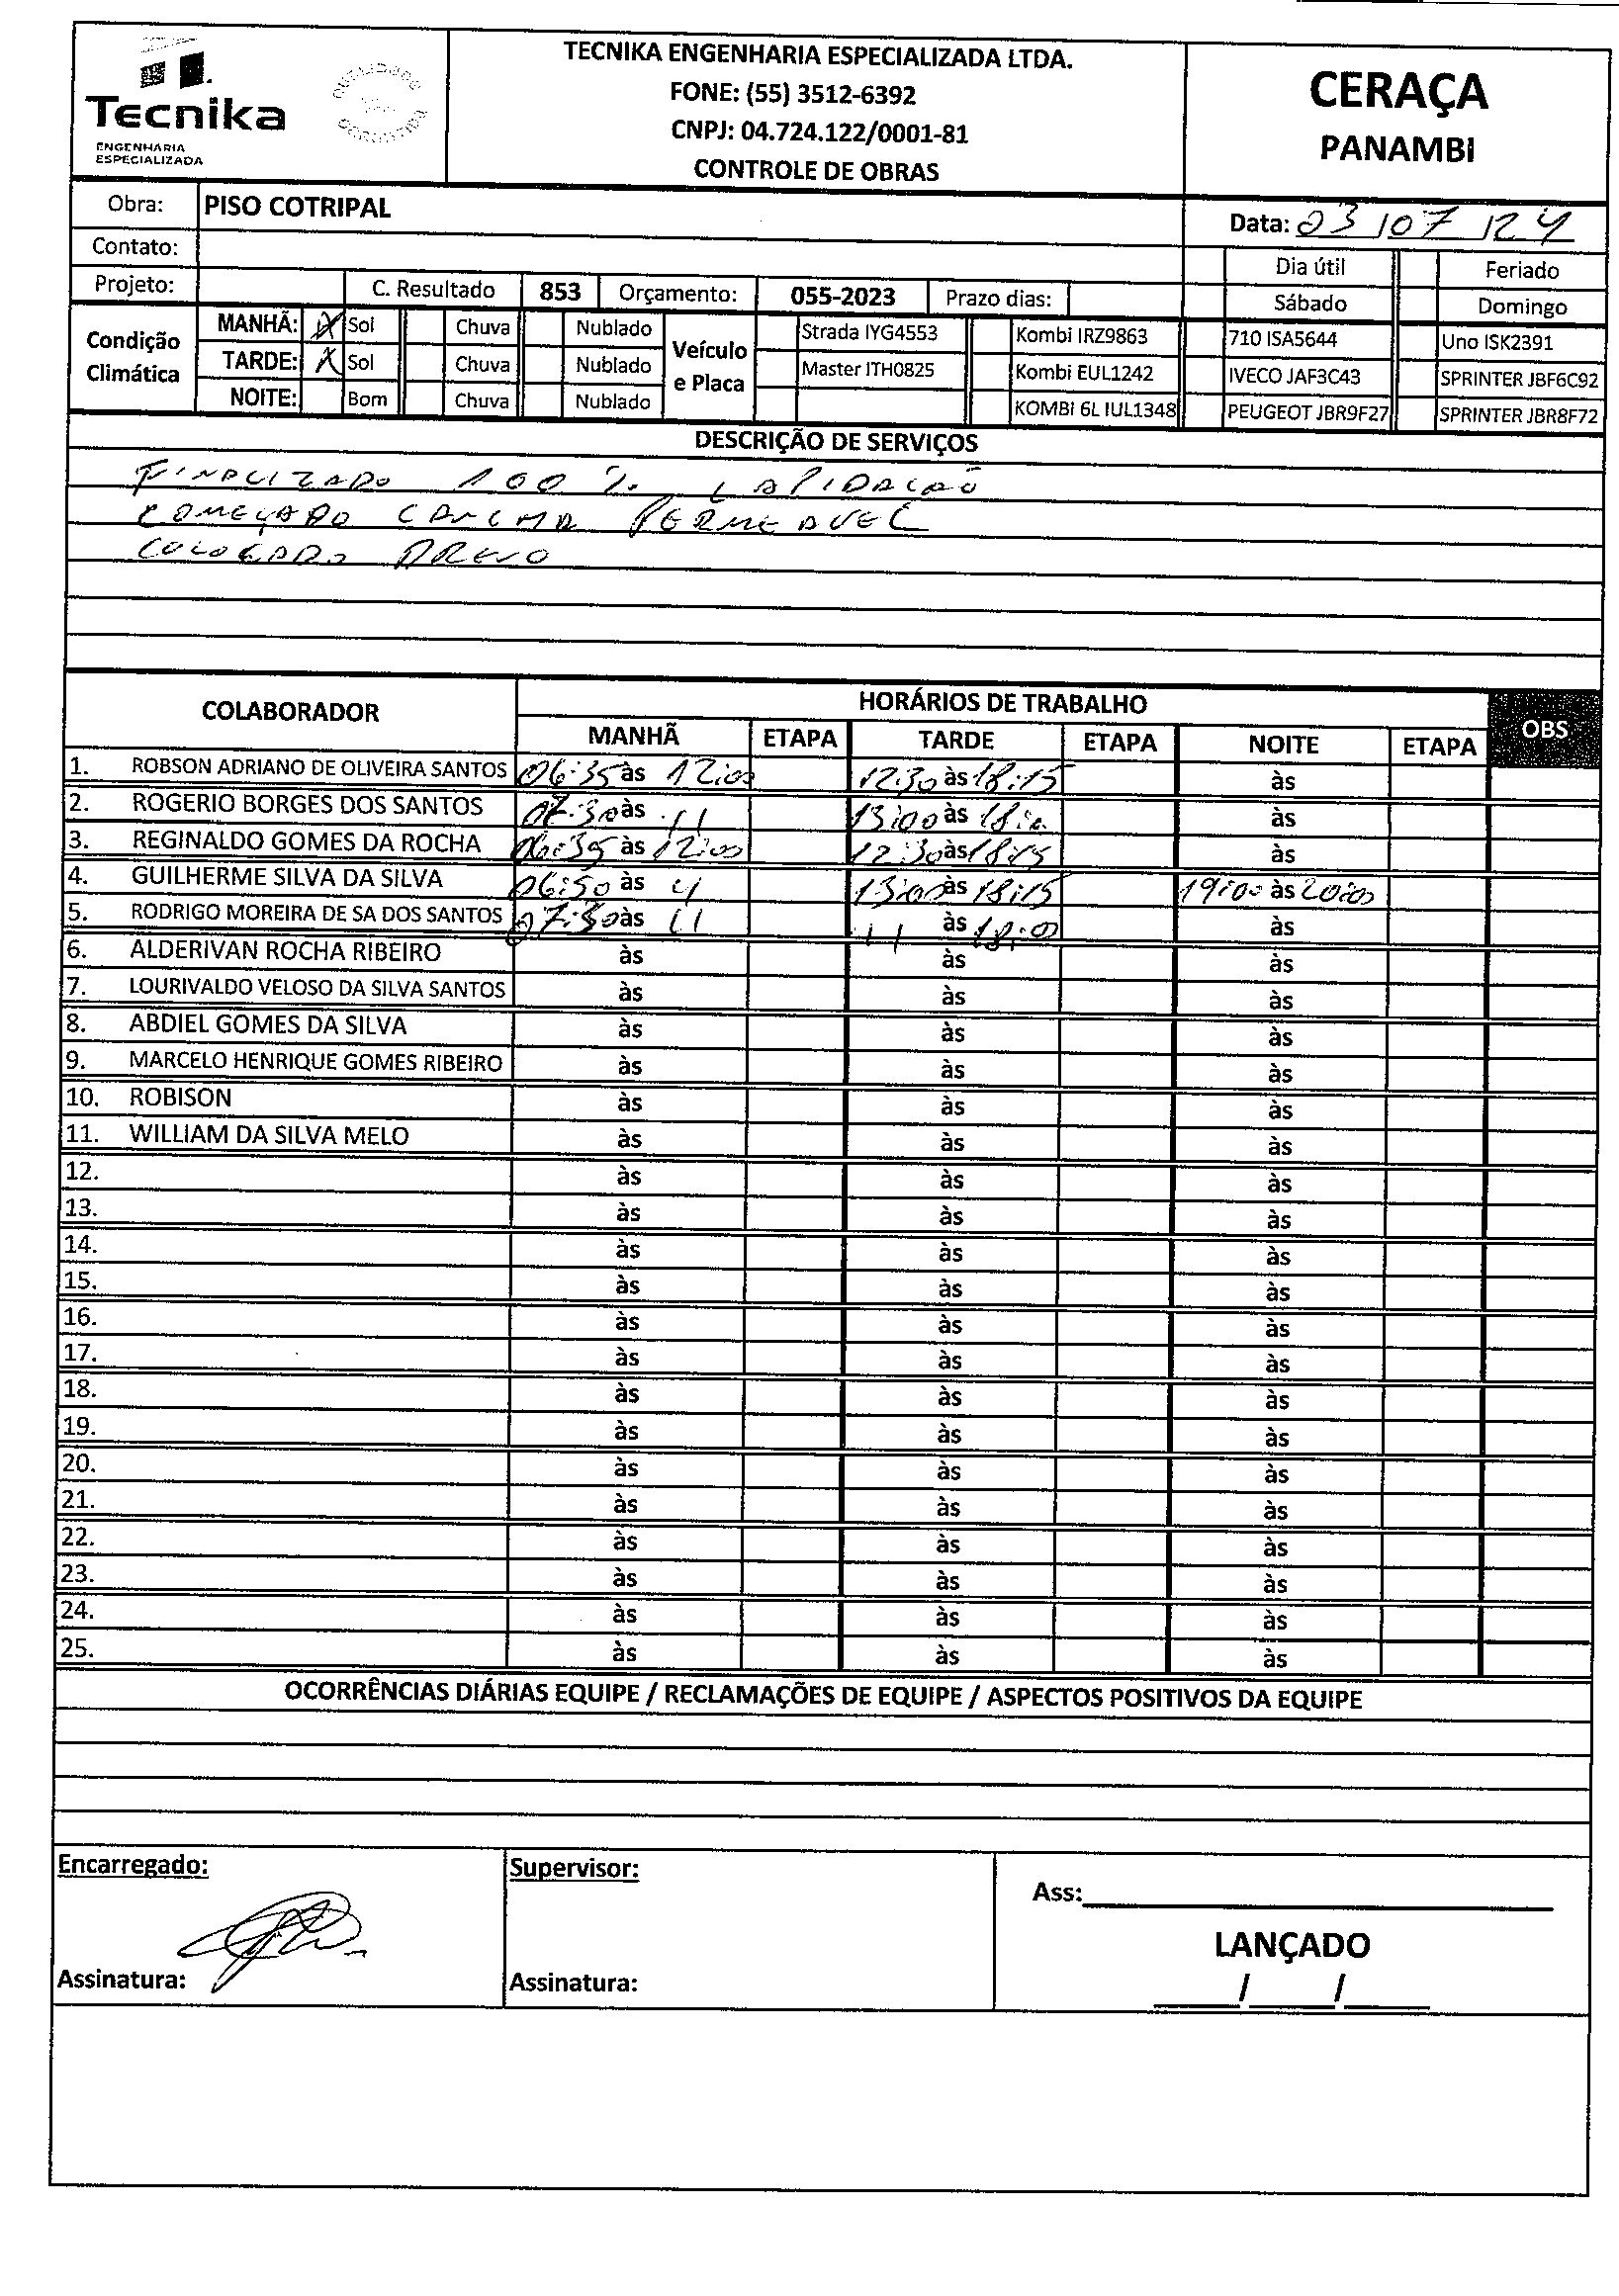 Tecnika
ENGENHARIA
ESPECIALIZADA
TECNIKA ENGENHARIA ESPECIALIZADA LTDA.
FONE: (55) 3512-6392
CNPJ: 04.724.122/0001-81
CONTROLE DE OBRAS
CERAÇA
PANAMBI
Obra: PISO COTRIPAL
Data: 03/07/24
Contato:
Dia útil Feriado
Projeto: C. Resultado 853 Orçamento: 055-2023 Prazo dias:
Sábado Domingo
Condição Climática
MANHÃ: X Sol Chuva Nublado
TARDE: X Sol Chuva Nublado
NOITE: Bom Chuva Nublado
Veículo e Placa
Strada IYG4553 Kombi IRZ9863 710 ISA5644 Uno ISK2391
Master ITH0825 Kombi EUL1242 IVECO JAF3C43 SPRINTER JBF6C92
KOMBI 6L IUL1348 PEUGEOT JBR9F27 SPRINTER JBR8F72
DESCRIÇÃO DE SERVIÇOS
FINALIZADO 100 % LAPIDAÇÃO
COMEÇADO CANCHA PERMEAVEL
COLOCADO DRENO
COLABORADOR HORÁRIOS DE TRABALHO OBS
MANHÃ ETAPA TARDE ETAPA NOITE ETAPA
1. ROBSON ADRIANO DE OLIVEIRA SANTOS 06:35 às 12:00 12:30 às 18:15 às
2. ROGERIO BORGES DOS SANTOS 07:30 às 11 13:00 às às
3. REGINALDO GOMES DA ROCHA 06:35 às 12:00 12:30 às 18:15 às
4. GUILHERME SILVA DA SILVA 06:50 às 13:00 às 18:15 19:00 às 20:00
5. RODRIGO MOREIRA DE SA DOS SANTOS 07:30 às 11 11 às 18:00 às
6. ALDERIVAN ROCHA RIBEIRO às às às
7. LOURIVALDO VELOSO DA SILVA SANTOS às às às
8. ABDIEL GOMES DA SILVA às às às
9. MARCELO HENRIQUE GOMES RIBEIRO às às às
10. ROBISON às às às
11. WILLIAM DA SILVA MELO às às às
12. às às às
13. às às às
14. às às às
15. às às às
16. às às às
17. às às às
18. às às às
19. às às às
20. às às às
21. às às às
22. às às às
23. às às às
24. às às às
25. às às às
OCORRÊNCIAS DIÁRIAS EQUIPE / RECLAMAÇÕES DE EQUIPE / ASPECTOS POSITIVOS DA EQUIPE
Encarregado: Supervisor:
Ass:
LANÇADO
Assinatura: Assinatura:
/ /